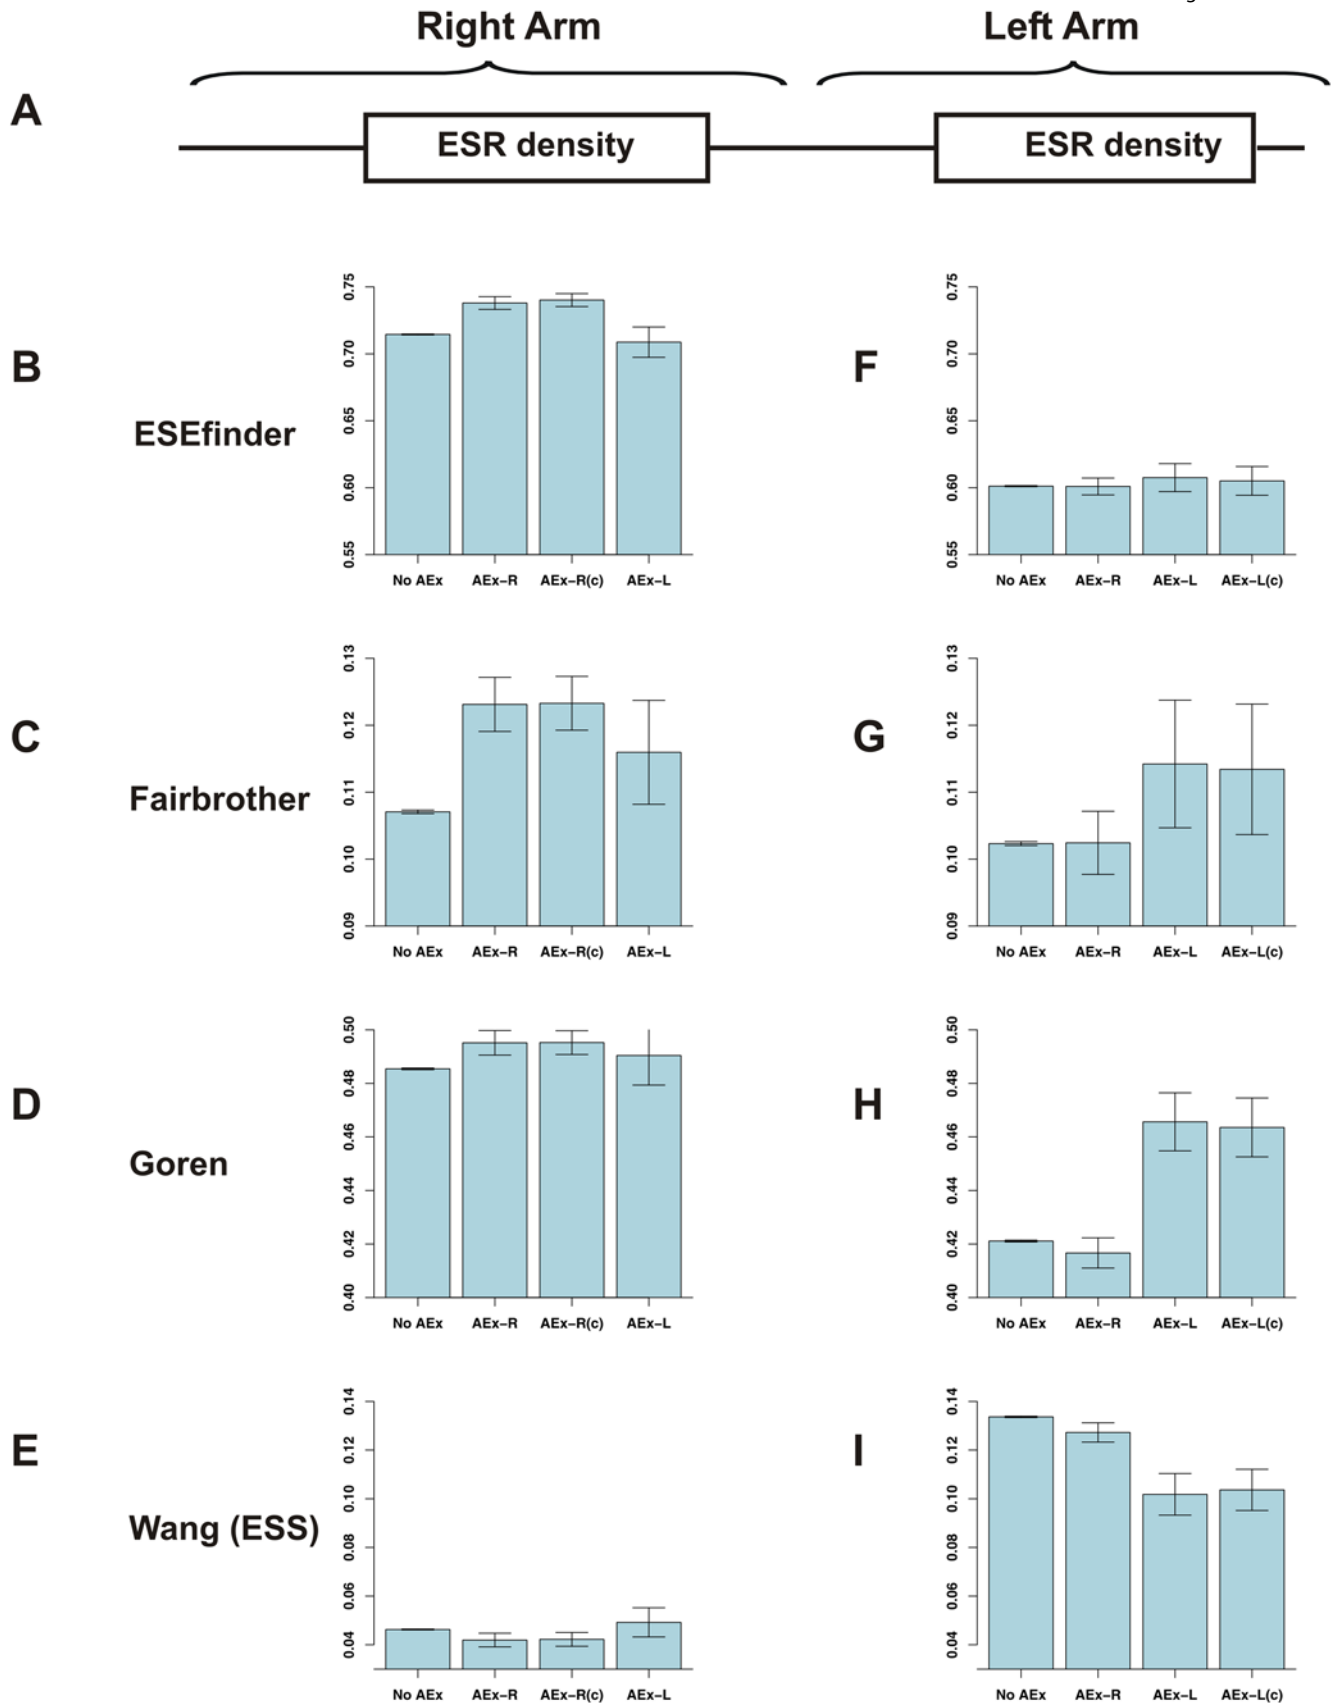 Right Arm
Left Arm
A
ESR density
ESR density
B
ESEfinder
0.75
0.70
0.65
0.60
0.55
No AEx AEx–R AEx–R(c) AEx–L
F
0.75
0.70
0.65
0.60
0.55
No AEx AEx–R AEx–L AEx–L(c)
C
Fairbrother
0.13
0.12
0.11
0.10
0.09
No AEx AEx–R AEx–R(c) AEx–L
G
0.13
0.12
0.11
0.10
0.09
No AEx AEx–R AEx–L AEx–L(c)
D
Goren
0.50
0.48
0.46
0.44
0.42
0.40
No AEx AEx–R AEx–R(c) AEx–L
H
0.50
0.48
0.46
0.44
0.42
0.40
No AEx AEx–R AEx–L AEx–L(c)
E
Wang (ESS)
0.14
0.12
0.10
0.08
0.06
0.04
No AEx AEx–R AEx–R(c) AEx–L
I
0.14
0.12
0.10
0.08
0.06
0.04
No AEx AEx–R AEx–L AEx–L(c)